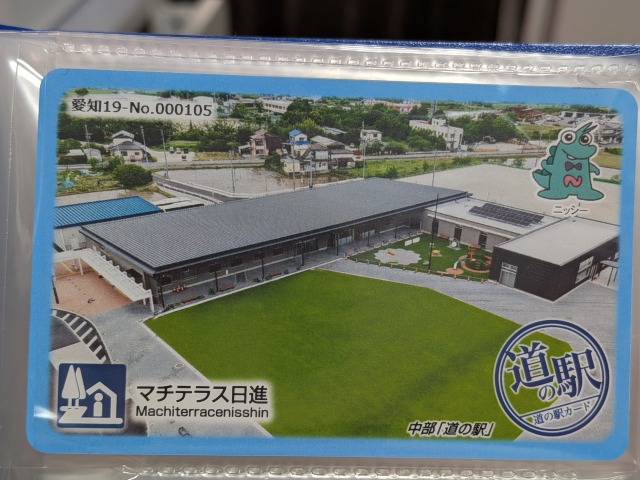 愛知19-No.000105
ニッシー
マチテラス日進
Machiterracenisshin
中部「道の駅」
道の駅
道の駅カード